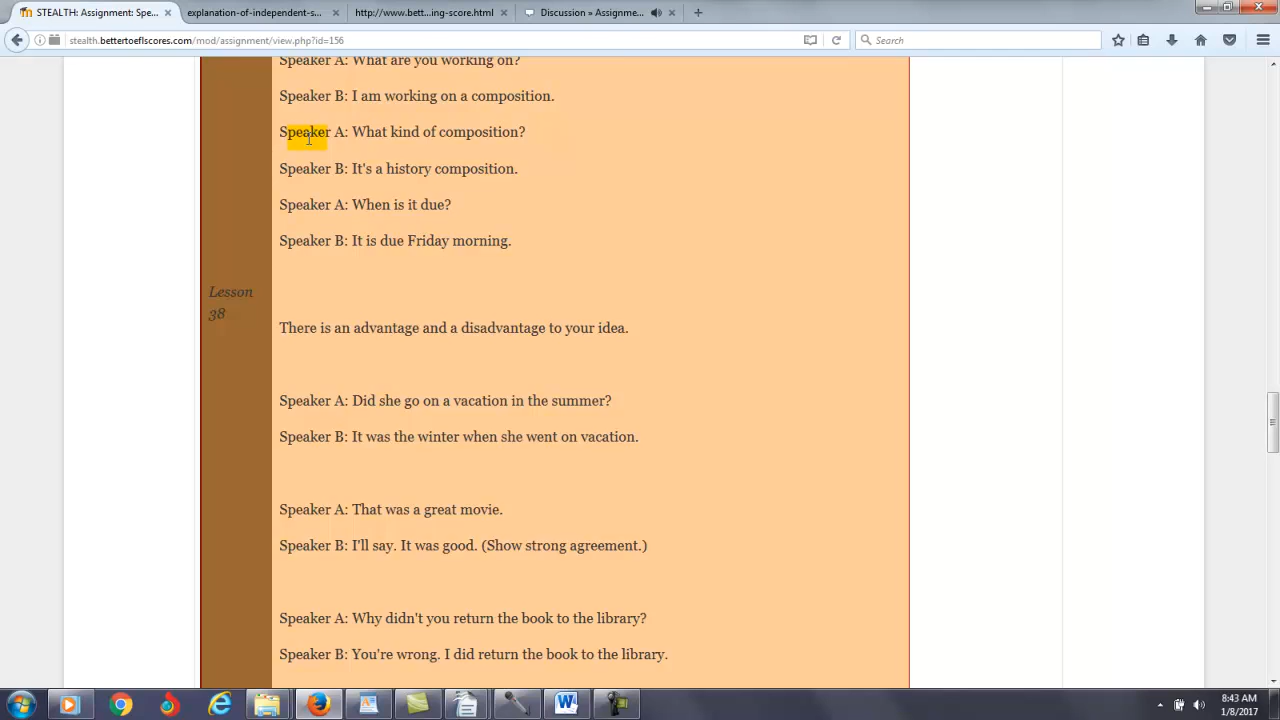 STEALTH: Assignment: Spe...
explanation-of-independent-s...
http://www.bett...ing-score.html
Discussion » Assignme...
stealth.bettertoeflscores.com/mod/assignment/view.php?id=156
Search
Speaker A: What are you working on?
Speaker B: I am working on a composition.
Speaker A: What kind of composition?
Speaker B: It's a history composition.
Speaker A: When is it due?
Speaker B: It is due Friday morning.
Lesson
38
There is an advantage and a disadvantage to your idea.
Speaker A: Did she go on a vacation in the summer?
Speaker B: It was the winter when she went on vacation.
Speaker A: That was a great movie.
Speaker B: I'll say. It was good. (Show strong agreement.)
Speaker A: Why didn't you return the book to the library?
Speaker B: You're wrong. I did return the book to the library.
8:43 AM
1/8/2017